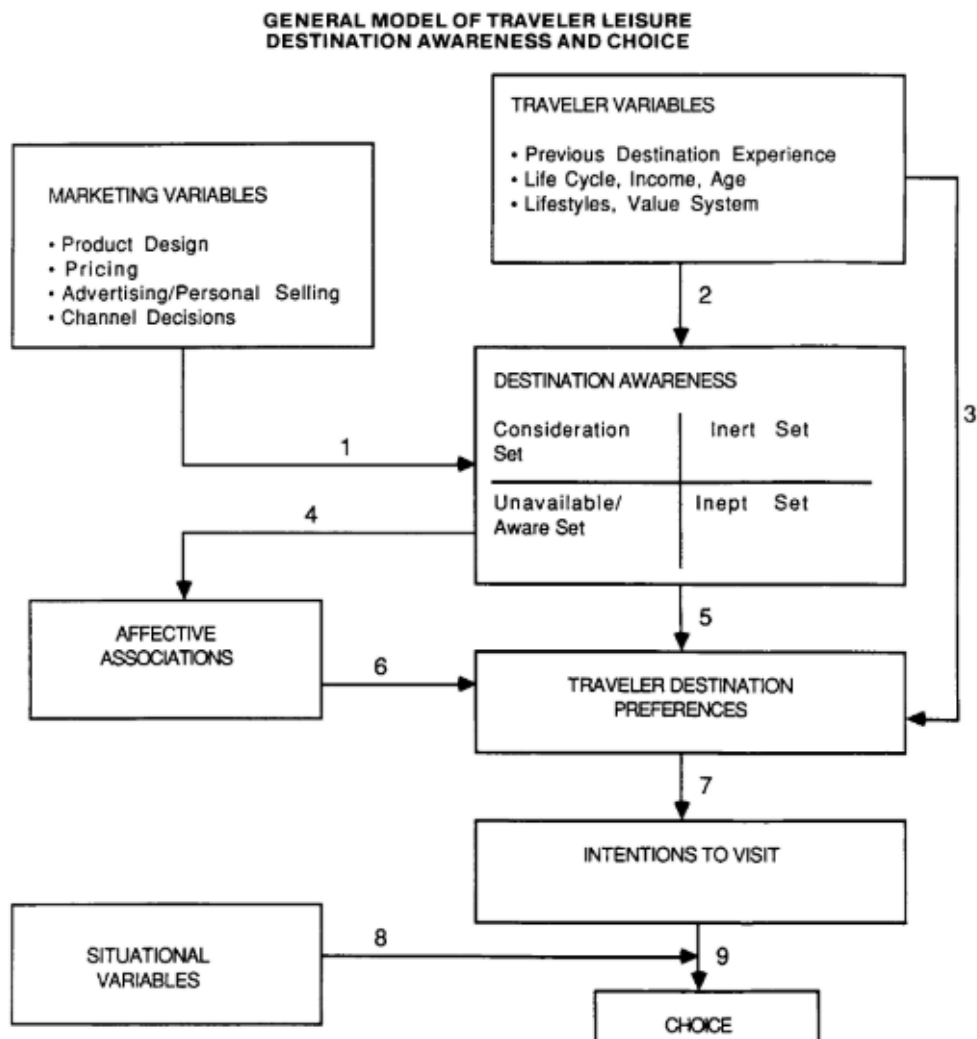 GENERAL MODEL OF TRAVELER LEISURE
DESTINATION AWARENESS AND CHOICE
TRAVELER VARIABLES
• Previous Destination Experience
• Life Cycle, Income, Age
• Lifestyles, Value System
MARKETING VARIABLES
• Product Design
• Pricing
• Advertising/Personal Selling
• Channel Decisions
2
3
DESTINATION AWARENESS
Consideration
Set
Inert Set
1
Unavailable/
Aware Set
Inept Set
4
5
AFFECTIVE
ASSOCIATIONS
6
TRAVELER DESTINATION
PREFERENCES
7
INTENTIONS TO VISIT
SITUATIONAL
VARIABLES
8
9
CHOICE